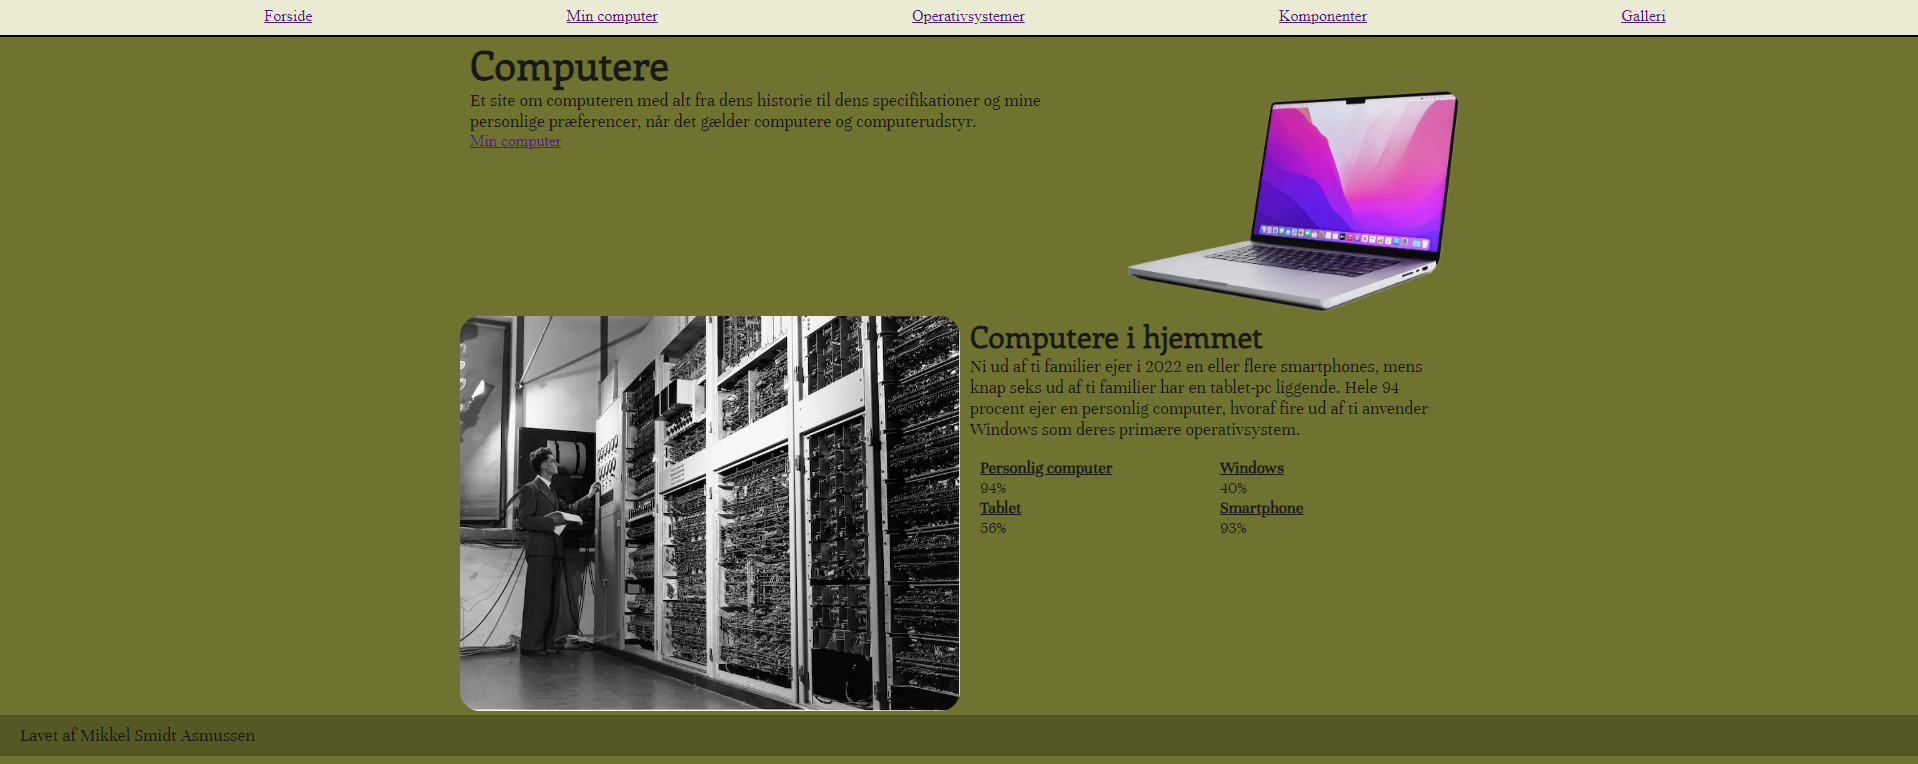 Forside Min computer Operativsystemer Komponenter Galleri
Computere
Et site om computeren med alt fra dens historie til dens specifikationer og mine
personlige præferencer, når det gælder computere og computerudstyr.
Min computer
Computere i hjemmet
Ni ud af ti familier ejer i 2022 en eller flere smartphones, mens
knap seks ud af ti familier har en tablet-pc liggende. Hele 94
procent ejer en personlig computer, hvoraf fire ud af ti anvender
Windows som deres primære operativsystem.
Personlig computer Windows
94% 40%
Tablet Smartphone
56% 93%
Lavet af Mikkel Smidt Asmussen